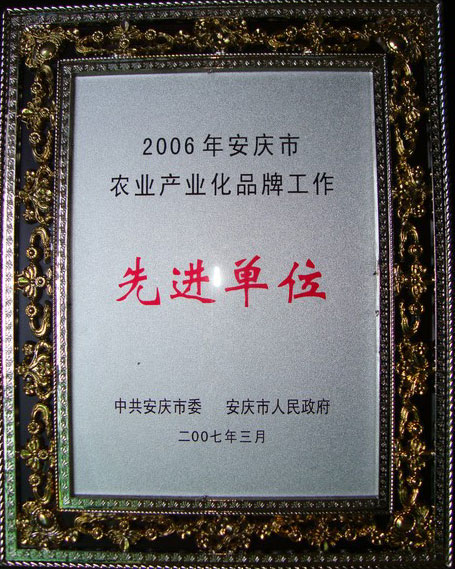 2006年安庆市
农业产业化品牌工作
先进单位
中共安庆市委 安庆市人民政府
二00七年三月